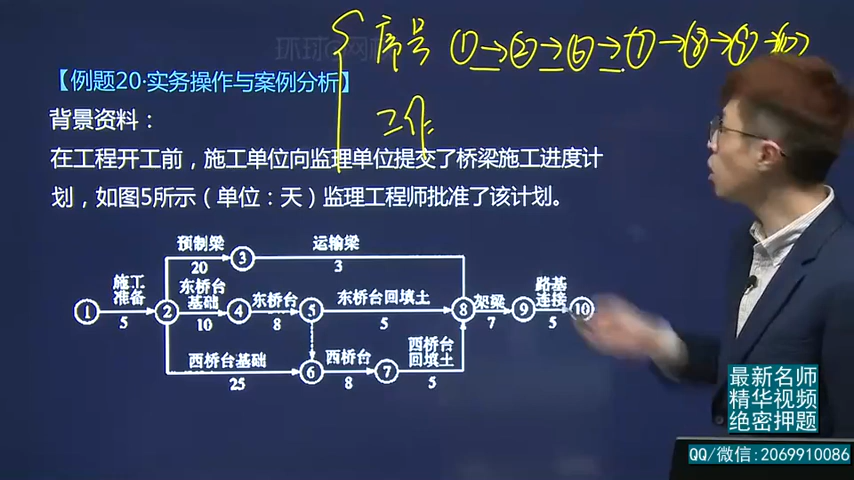 序号 ①→②→⑥→⑦→⑧→⑨→⑩
环球网校
【例题20·实务操作与案例分析】
工作
背景资料：
在工程开工前，施工单位向监理单位提交了桥梁施工进度计
划，如图5所示（单位：天）监理工程师批准了该计划。
预制梁 运输梁
③
20 3
施工 东桥台 路基
准备 基础 东桥台 东桥台回填土 架梁 连接
① ② ④ ⑤ ⑧ ⑨ ⑩
5 10 8 5 7 5
西桥台
西桥台基础 西桥台 回填土
⑥ ⑦
25 8 5
最新名师
精华视频
绝密押题
QQ/微信:2069910086